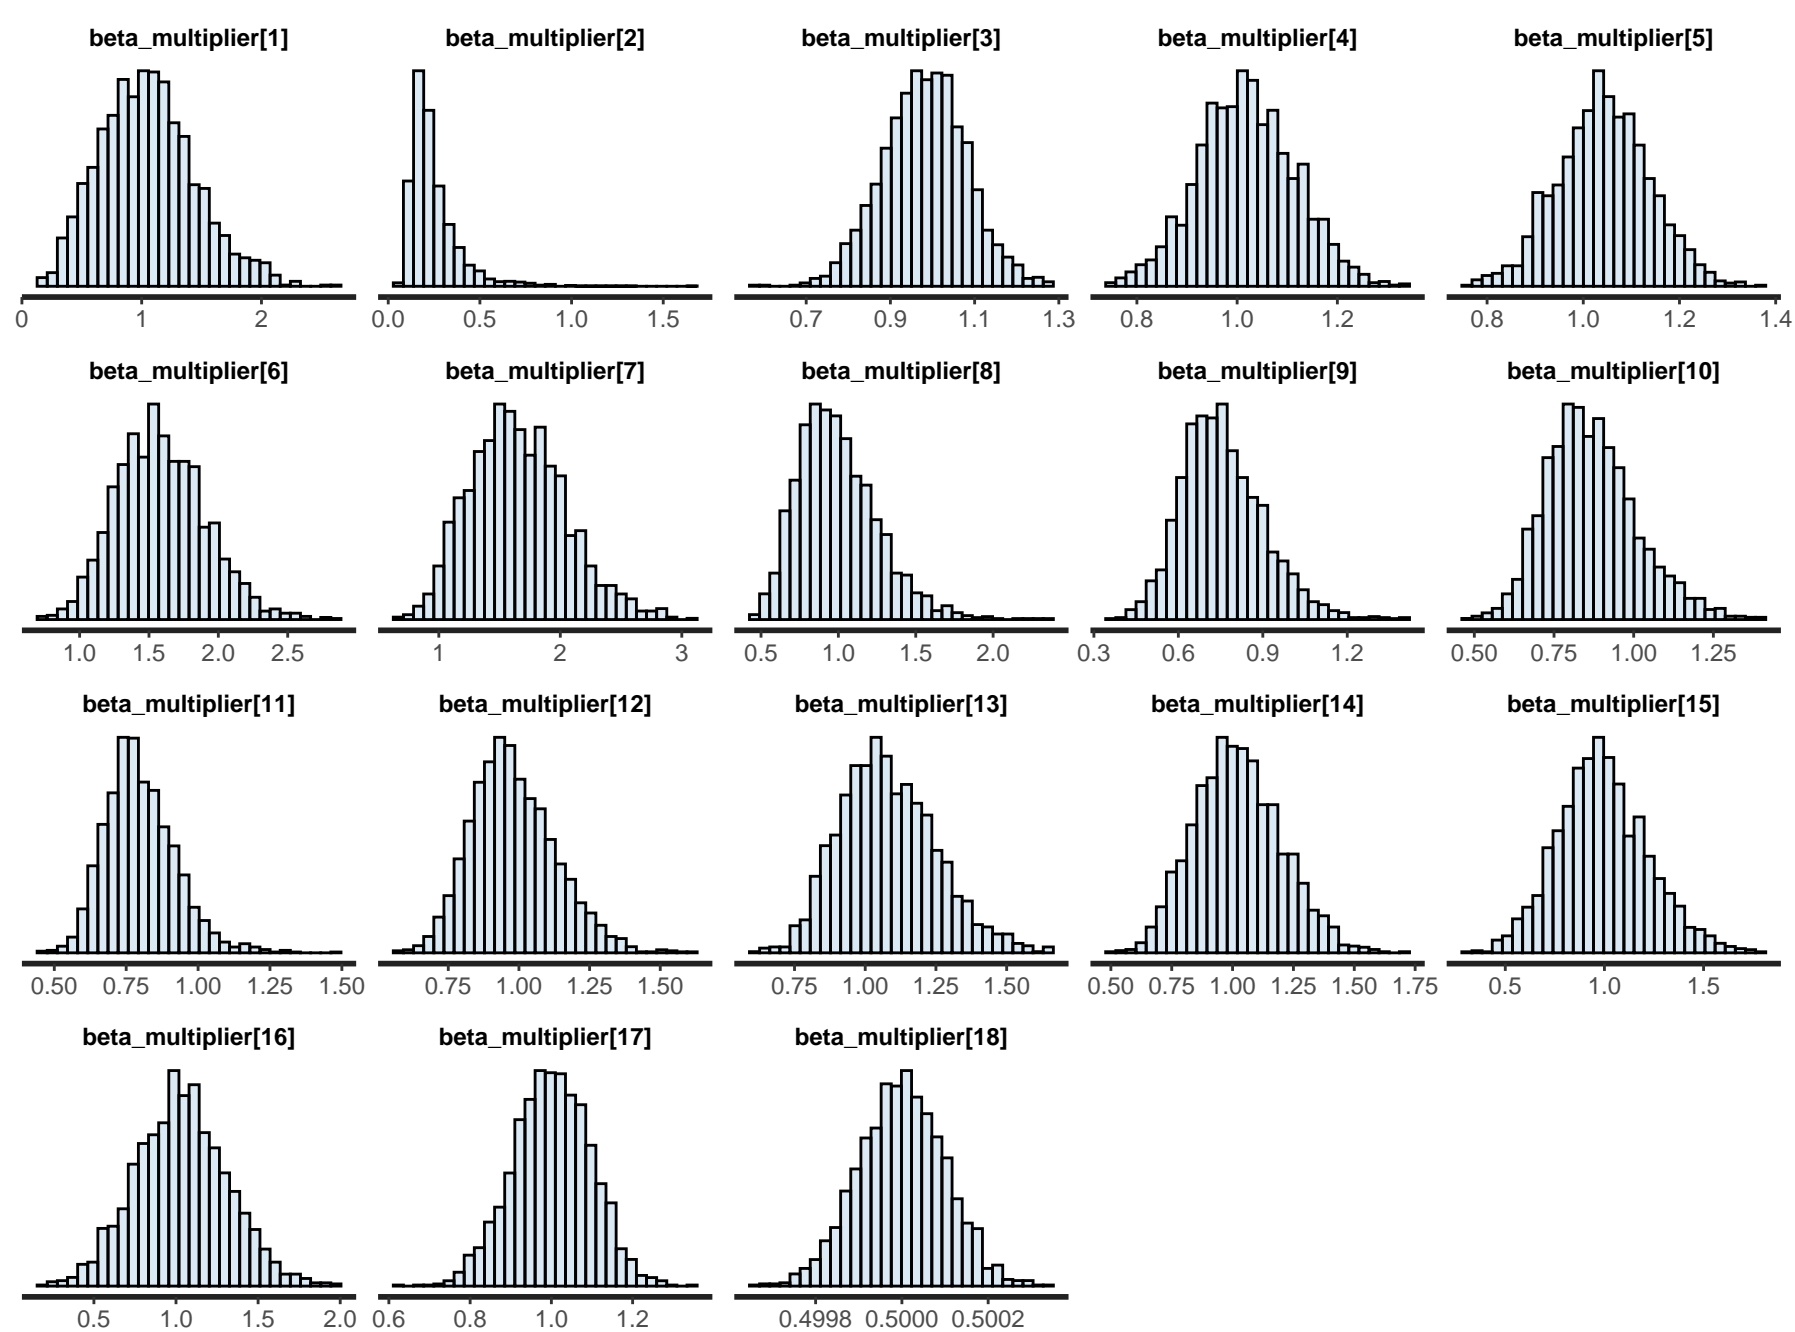 beta_multiplier[1] beta_multiplier[2] beta_multiplier[3] beta_multiplier[4] beta_multiplier[5]
0 1 2 0.0 0.5 1.0 1.5 0.7 0.9 1.1 1.3 0.8 1.0 1.2 0.8 1.0 1.2 1.4
beta_multiplier[6] beta_multiplier[7] beta_multiplier[8] beta_multiplier[9] beta_multiplier[10]
1.0 1.5 2.0 2.5 1 2 3 0.5 1.0 1.5 2.0 0.3 0.6 0.9 1.2 0.50 0.75 1.00 1.25
beta_multiplier[11] beta_multiplier[12] beta_multiplier[13] beta_multiplier[14] beta_multiplier[15]
0.50 0.75 1.00 1.25 1.50 0.75 1.00 1.25 1.50 0.75 1.00 1.25 1.50 0.50 0.75 1.00 1.25 1.50 1.75 0.5 1.0 1.5
beta_multiplier[16] beta_multiplier[17] beta_multiplier[18]
0.5 1.0 1.5 2.0 0.6 0.8 1.0 1.2 0.4998 0.5000 0.5002